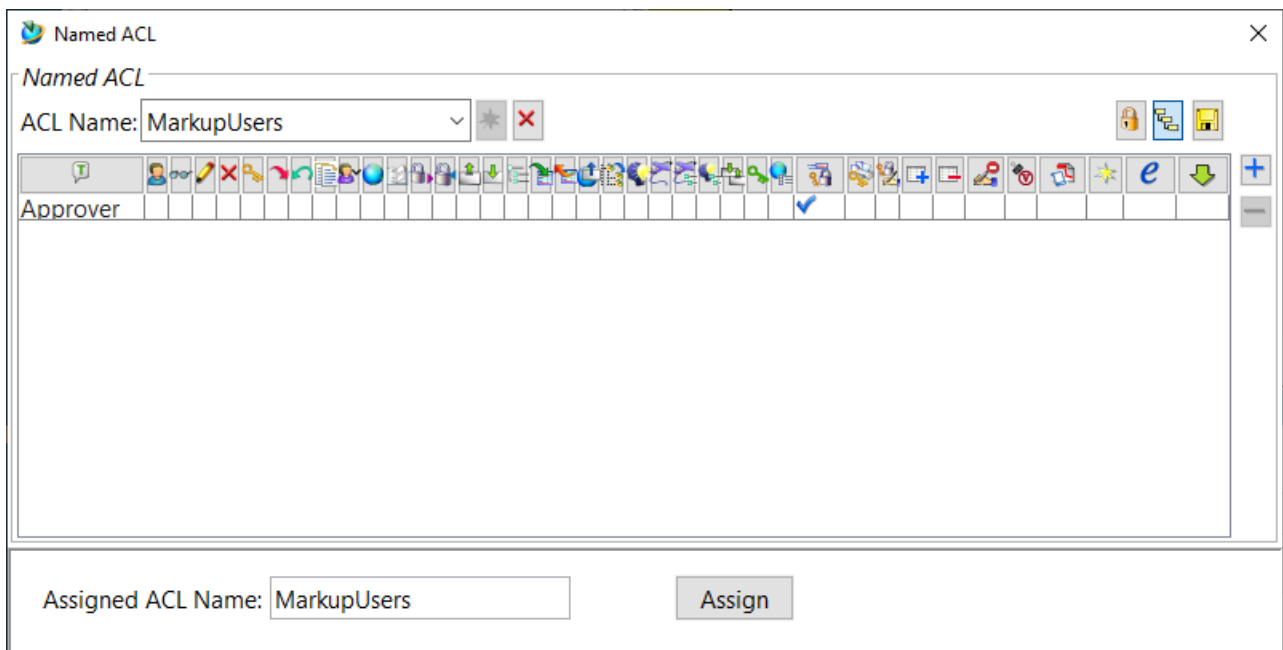 Named ACL
Named ACL
ACL Name: MarkupUsers
Approver
Assigned ACL Name: MarkupUsers Assign